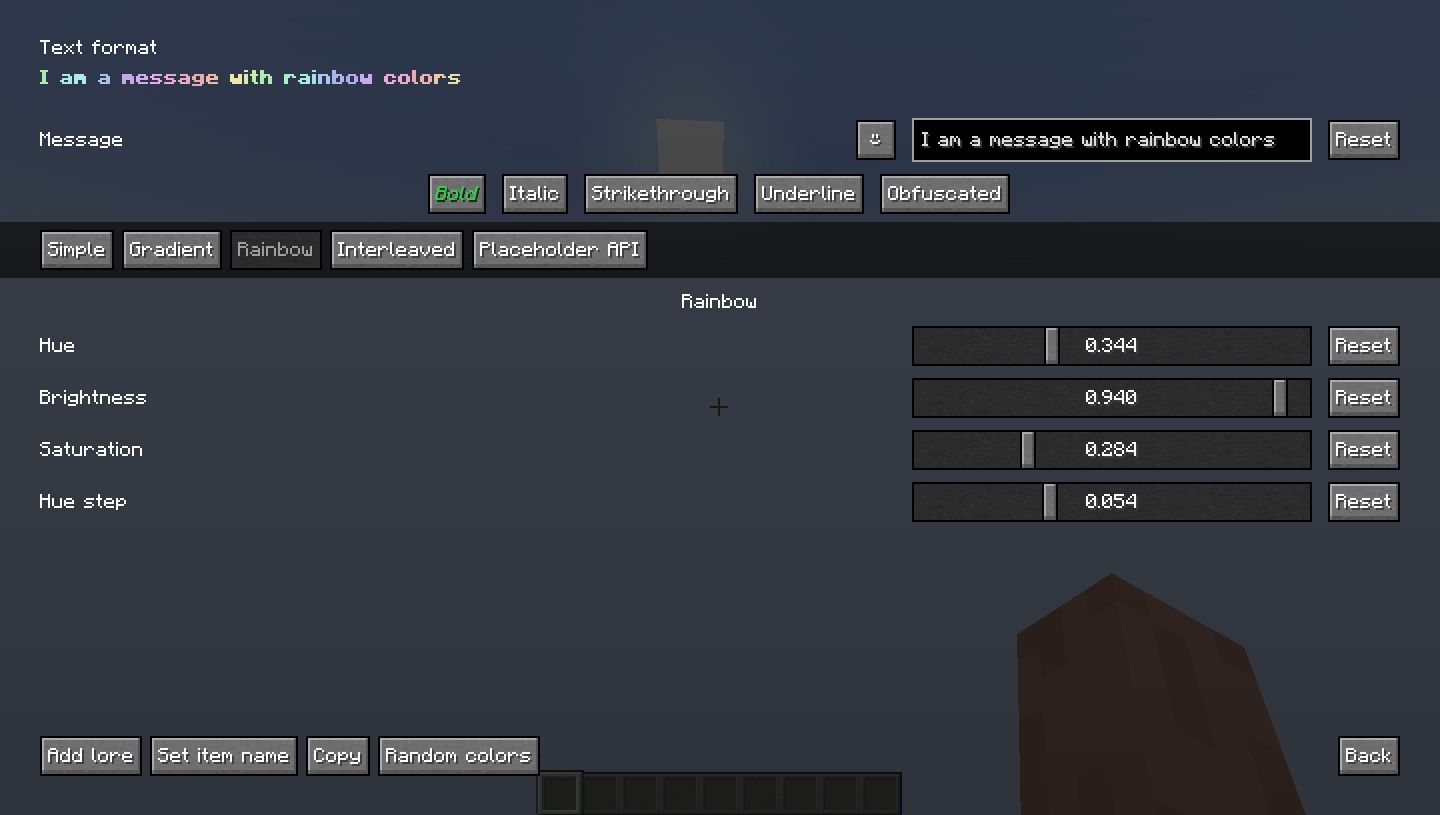 Text format
I am a message with rainbow colors
Message I am a message with rainbow colors Reset
Bold Italic Strikethrough Underline Obfuscated
Simple Gradient Rainbow Interleaved Placeholder API
Rainbow
Hue 0.344 Reset
Brightness 0.940 Reset
Saturation 0.284 Reset
Hue step 0.054 Reset
Add lore Set item name Copy Random colors Back